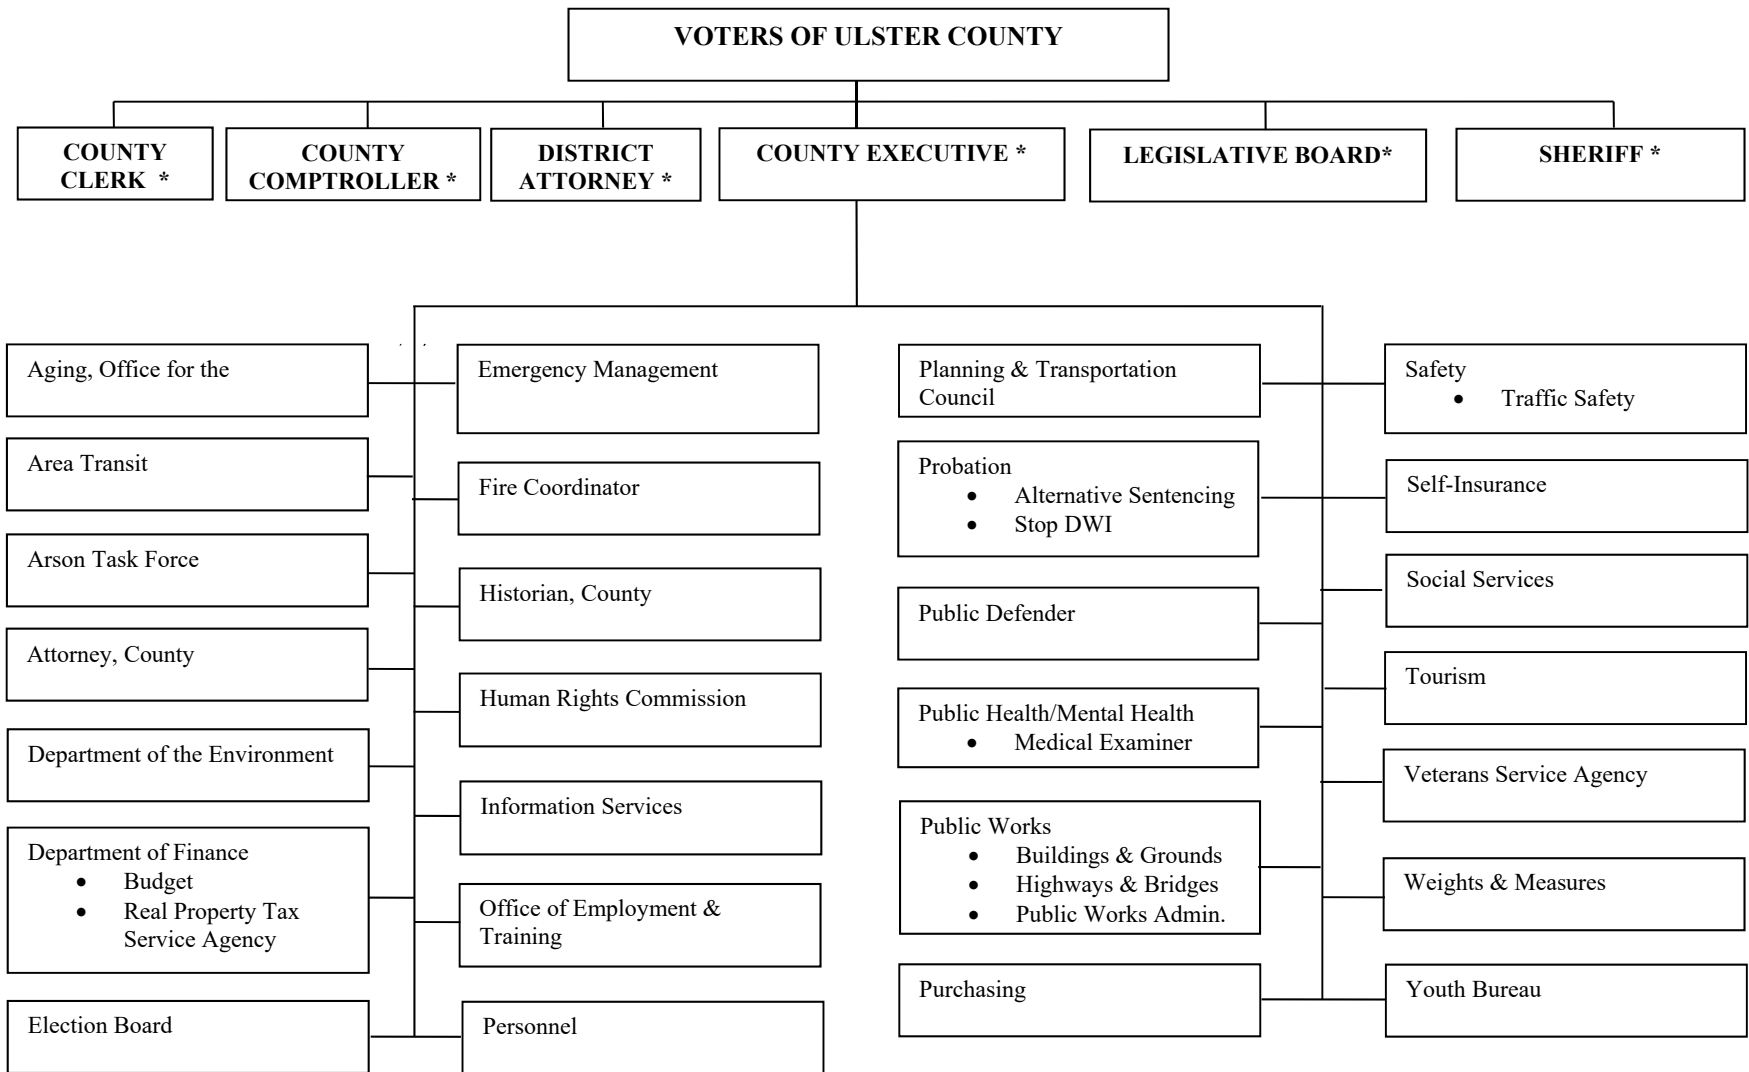 VOTERS OF ULSTER COUNTY
COUNTY
CLERK *
COUNTY
COMPTROLLER *
DISTRICT
ATTORNEY *
COUNTY EXECUTIVE *
LEGISLATIVE BOARD*
SHERIFF *
Aging, Office for the
Area Transit
Arson Task Force
Attorney, County
Department of the Environment
Department of Finance
• Budget
• Real Property Tax
Service Agency
Election Board
Emergency Management
Fire Coordinator
Historian, County
Human Rights Commission
Information Services
Office of Employment &
Training
Personnel
Planning & Transportation
Council
Probation
• Alternative Sentencing
• Stop DWI
Public Defender
Public Health/Mental Health
• Medical Examiner
Public Works
• Buildings & Grounds
• Highways & Bridges
• Public Works Admin.
Purchasing
Safety
• Traffic Safety
Self-Insurance
Social Services
Tourism
Veterans Service Agency
Weights & Measures
Youth Bureau